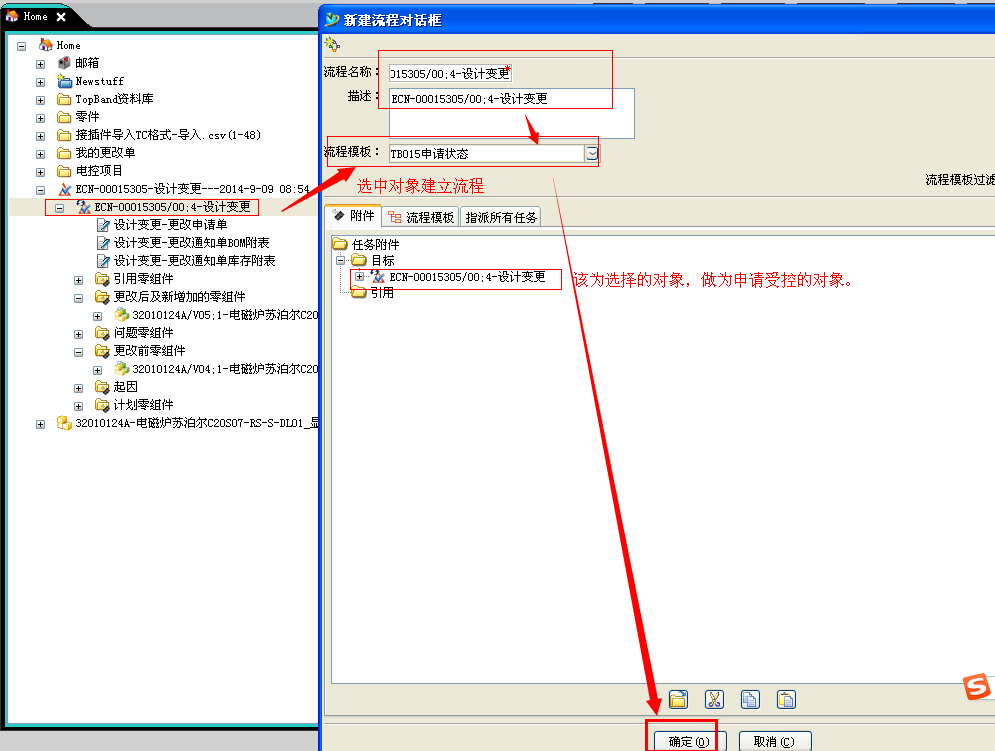 Home
Home
邮箱
Newstuff
TopBand资料库
零件
接插件导入TC格式-导入.csv(1-48)
我的更改单
电控项目
ECN-00015305-设计变更---2014-9-09 08:54
ECN-00015305/00;4-设计变更
设计变更-更改申请单
设计变更-更改通知单BOM附表
设计变更-更改通知单库存附表
引用零组件
更改后及新增加的零组件
32010124A/V05;1-电磁炉苏泊尔C20
问题零组件
更改前零组件
32010124A/V04;1-电磁炉苏泊尔C20
起因
计划零组件
32010124A-电磁炉苏泊尔C20S07-RS-S-DL01_显
新建流程对话框
流程名称：
015305/00;4-设计变更*
描述：
ECN-00015305/00;4-设计变更
流程模板：
TB015申请状态
流程模板过滤
选中对象建立流程
附件
流程模板
指派所有任务
任务附件
目标
ECN-00015305/00;4-设计变更
引用
该为选择的对象，做为申请受控的对象。
确定(O)
取消(C)
S